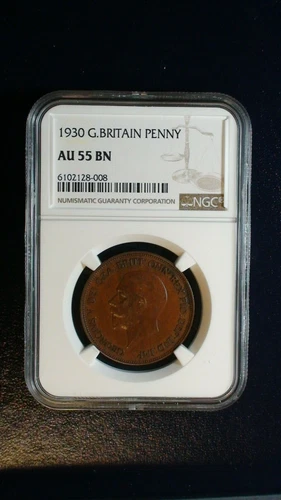 1930 G.BRITAIN PENNY
AU 55 BN
6102128-008
NUMISMATIC GUARANTY CORPORATION
NGC